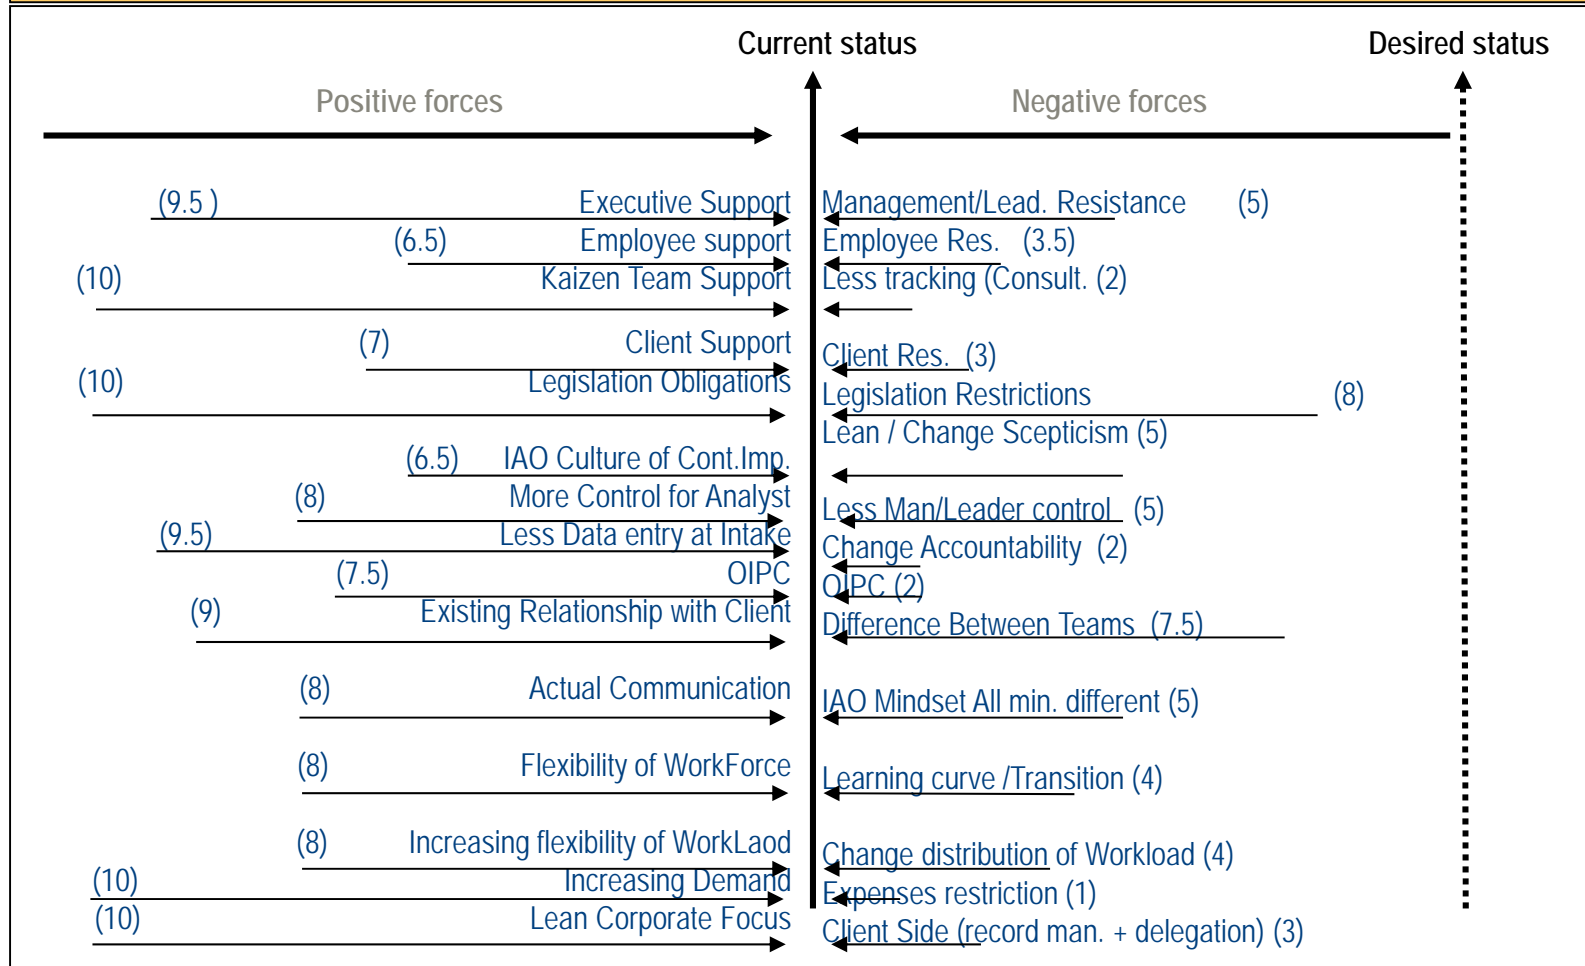 Current status
Desired status
Positive forces
Negative forces
(9.5 ) Executive Support
Management/Lead. Resistance (5)
(6.5) Employee support
Employee Res. (3.5)
(10) Kaizen Team Support
Less tracking (Consult. (2)
(7) Client Support
Client Res. (3)
(10) Legislation Obligations
Legislation Restrictions (8)
Lean / Change Scepticism (5)
(6.5) IAO Culture of Cont.Imp.
(8) More Control for Analyst
Less Man/Leader control (5)
(9.5) Less Data entry at Intake
Change Accountability (2)
(7.5) OIPC
OIPC (2)
(9) Existing Relationship with Client
Difference Between Teams (7.5)
(8) Actual Communication
IAO Mindset All min. different (5)
(8) Flexibility of WorkForce
Learning curve /Transition (4)
(8) Increasing flexibility of WorkLaod
Change distribution of Workload (4)
(10) Increasing Demand
Expenses restriction (1)
(10) Lean Corporate Focus
Client Side (record man. + delegation) (3)